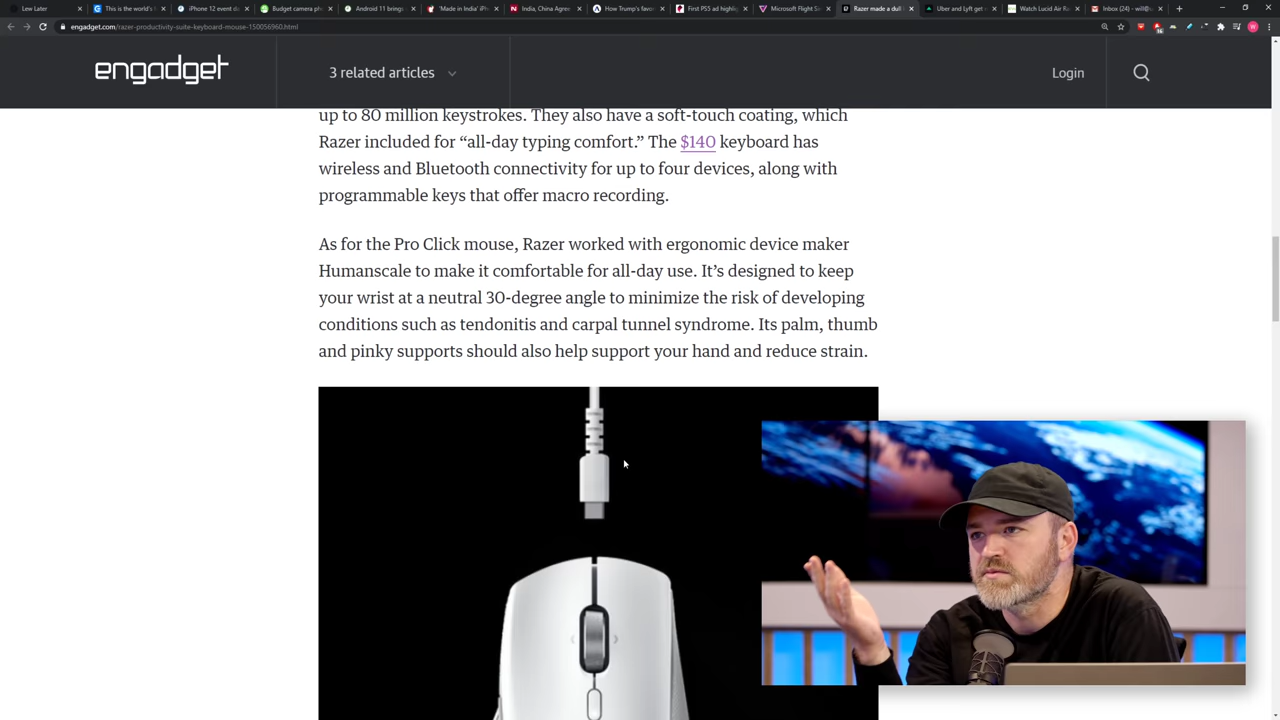 Lew Later
This is the world's
iPhone 12 event da
Budget camera pho
Android 11 brings
'Made in India' iPh
India, China Agree
How Trump's favor
First PS5 ad highlig
Microsoft Flight Si
Razer made a dull
Uber and Lyft get
Watch Lucid Air Ra
Inbox (24) - will@
engadget.com/razer-productivity-suite-keyboard-mouse-150056960.html
engadget
3 related articles
Login
up to 80 million keystrokes. They also have a soft-touch coating, which
Razer included for “all-day typing comfort.” The $140 keyboard has
wireless and Bluetooth connectivity for up to four devices, along with
programmable keys that offer macro recording.
As for the Pro Click mouse, Razer worked with ergonomic device maker
Humanscale to make it comfortable for all-day use. It’s designed to keep
your wrist at a neutral 30-degree angle to minimize the risk of developing
conditions such as tendonitis and carpal tunnel syndrome. Its palm, thumb
and pinky supports should also help support your hand and reduce strain.